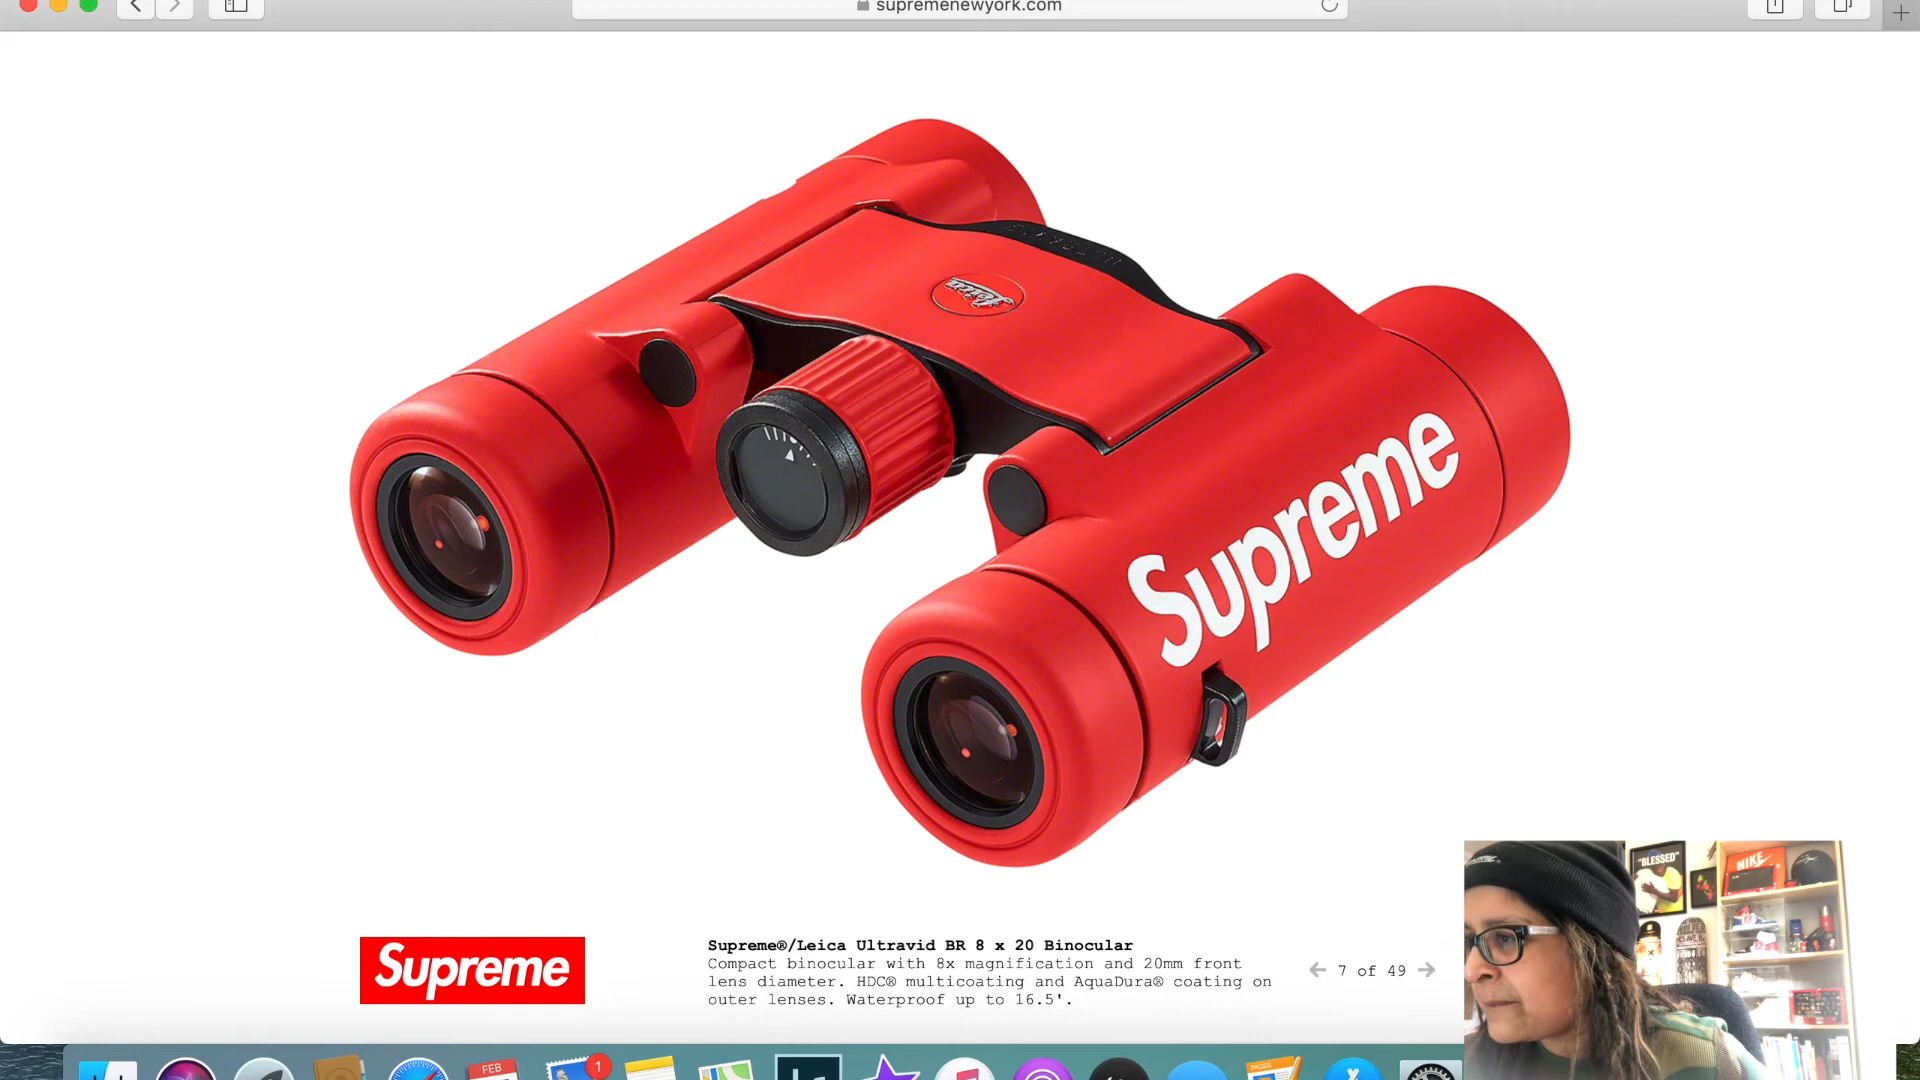 supremenewyork.com
Leica
Supreme
"BLESSED"
NIKE
Supreme
Supreme®/Leica Ultravid BR 8 x 20 Binocular
Compact binocular with 8x magnification and 20mm front
lens diameter. HDC® multicoating and AquaDura® coating on
outer lenses. Waterproof up to 16.5'.
7 of 49
FEB
1
PAGES